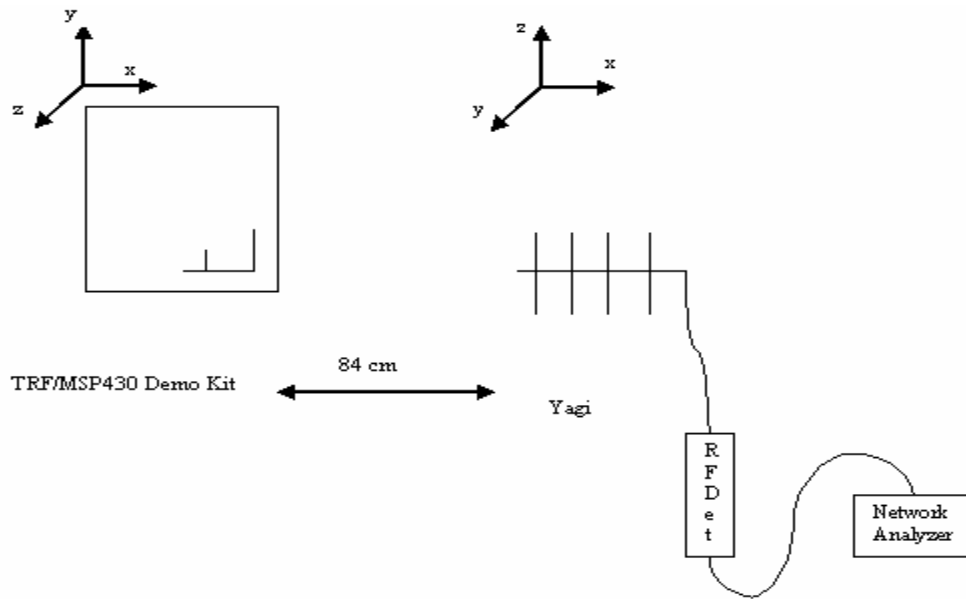 y
x
z
z
x
y
TRF/MSP430 Demo Kit
84 cm
Yagi
R
F
D
e
t
Network
Analyzer